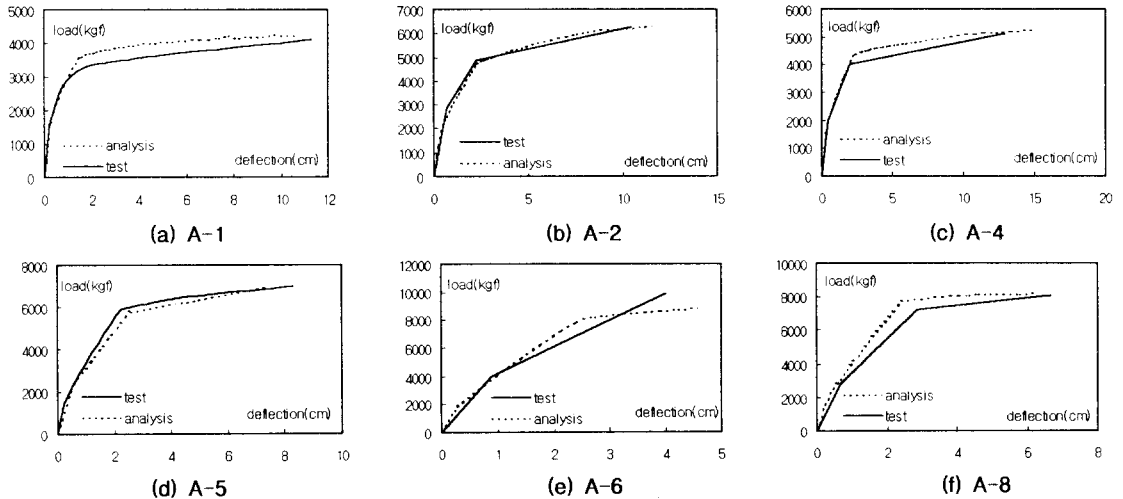 5000
4000
3000
2000
1000
0
load(kgf)
analysis
test
deflection(cm)
0 2 4 6 8 10 12
(a) A-1
7000
6000
5000
4000
3000
2000
1000
0
load(kgf)
test
analysis
deflection(cm)
0 5 10 15
(b) A-2
6000
5000
4000
3000
2000
1000
0
load(kgf)
analysis
test
deflection(cm)
0 5 10 15 20
(c) A-4
8000
6000
4000
2000
0
load(kgf)
test
analysis
deflection(cm)
0 2 4 6 8 10
(d) A-5
12000
10000
8000
6000
4000
2000
0
load(kgf)
test
analysis
deflection(cm)
0 1 2 3 4 5
(e) A-6
10000
8000
6000
4000
2000
0
load(kgf)
analysis
test
deflection(cm)
0 2 4 6 8
(f) A-8